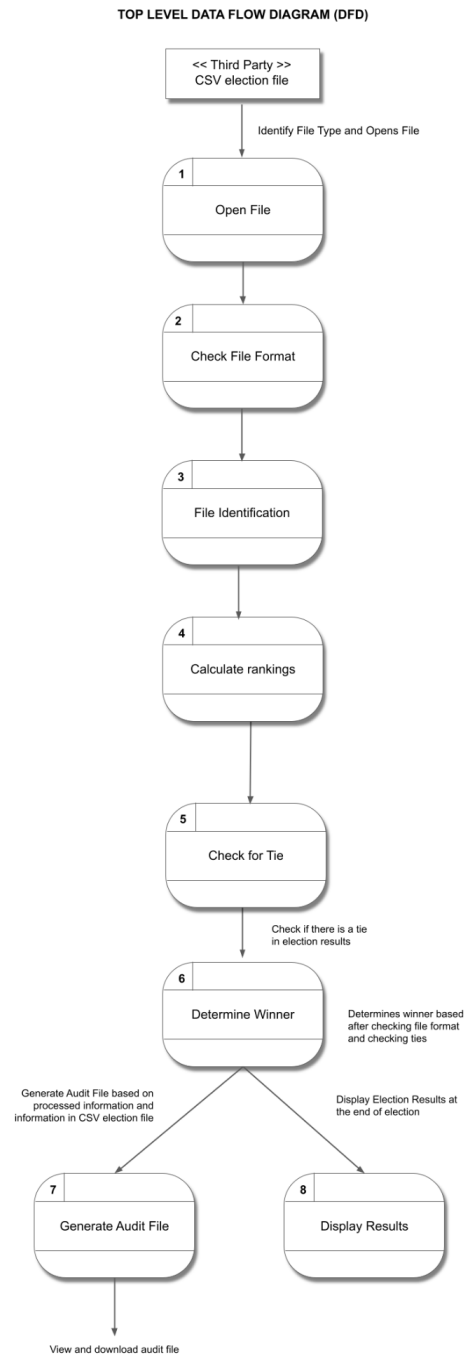 TOP LEVEL DATA FLOW DIAGRAM (DFD)
<< Third Party >>
CSV election file
Identify File Type and Opens File
1
Open File
2
Check File Format
3
File Identification
4
Calculate rankings
5
Check for Tie
Check if there is a tie
in election results
6
Determine Winner
Determines winner based
after checking file format
and checking ties
Generate Audit File based on
processed information and
information in CSV election file
Display Election Results at
the end of election
7
Generate Audit File
8
Display Results
View and download audit file